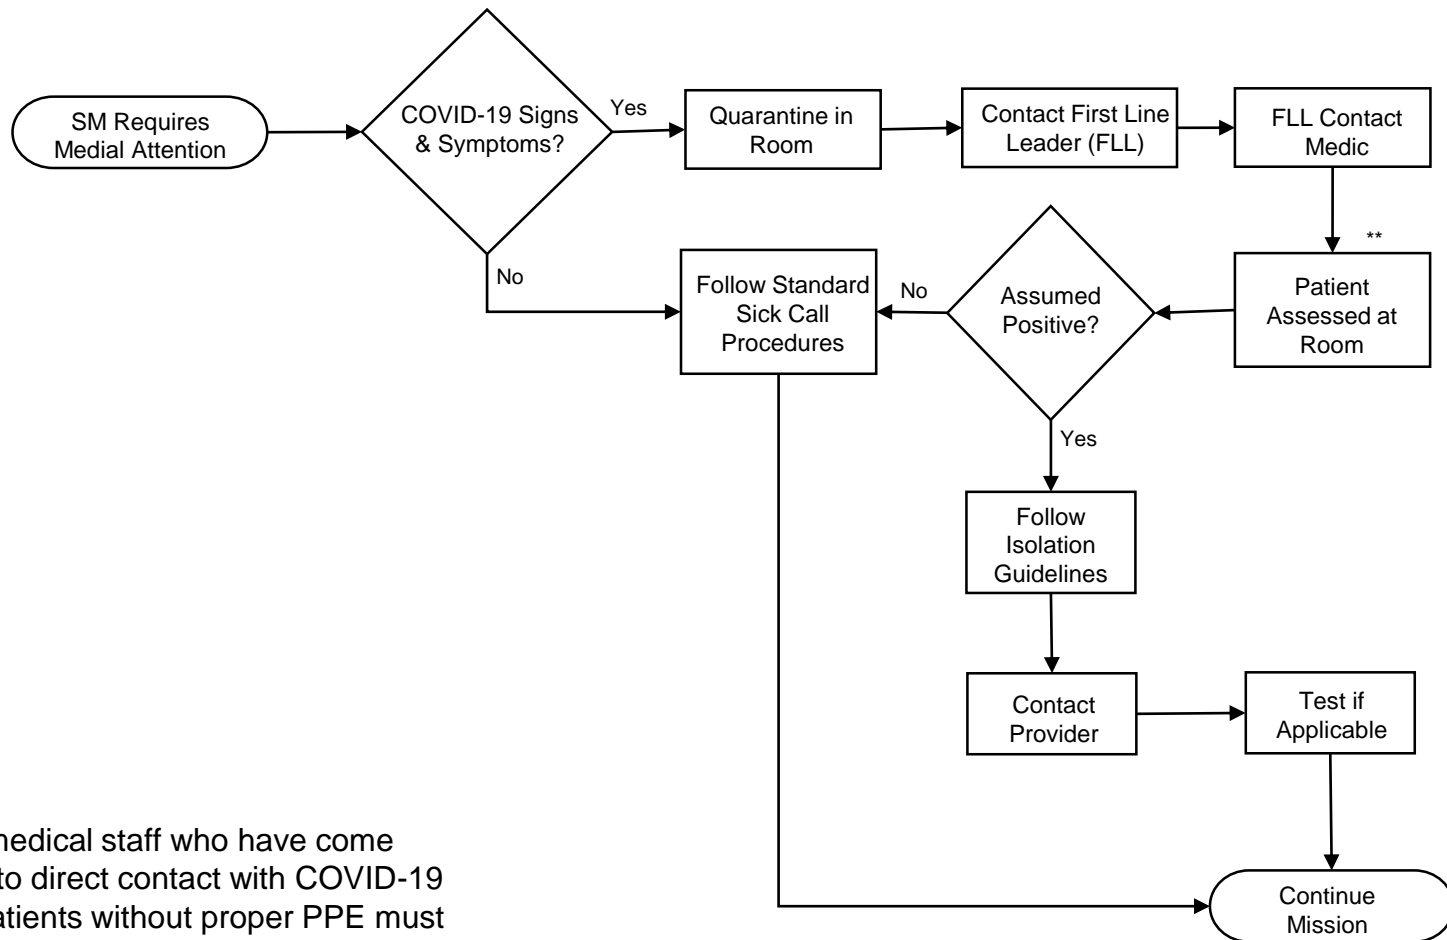 SM Requires
Medial Attention
COVID-19 Signs
& Symptoms?
Yes
Quarantine in
Room
Contact First Line
Leader (FLL)
FLL Contact
Medic
**
No
Follow Standard
Sick Call
Procedures
No
Assumed
Positive?
Patient
Assessed at
Room
Yes
Follow
Isolation
Guidelines
Contact
Provider
Test if
Applicable
medical staff who have come
to direct contact with COVID-19
patients without proper PPE must
Continue
Mission